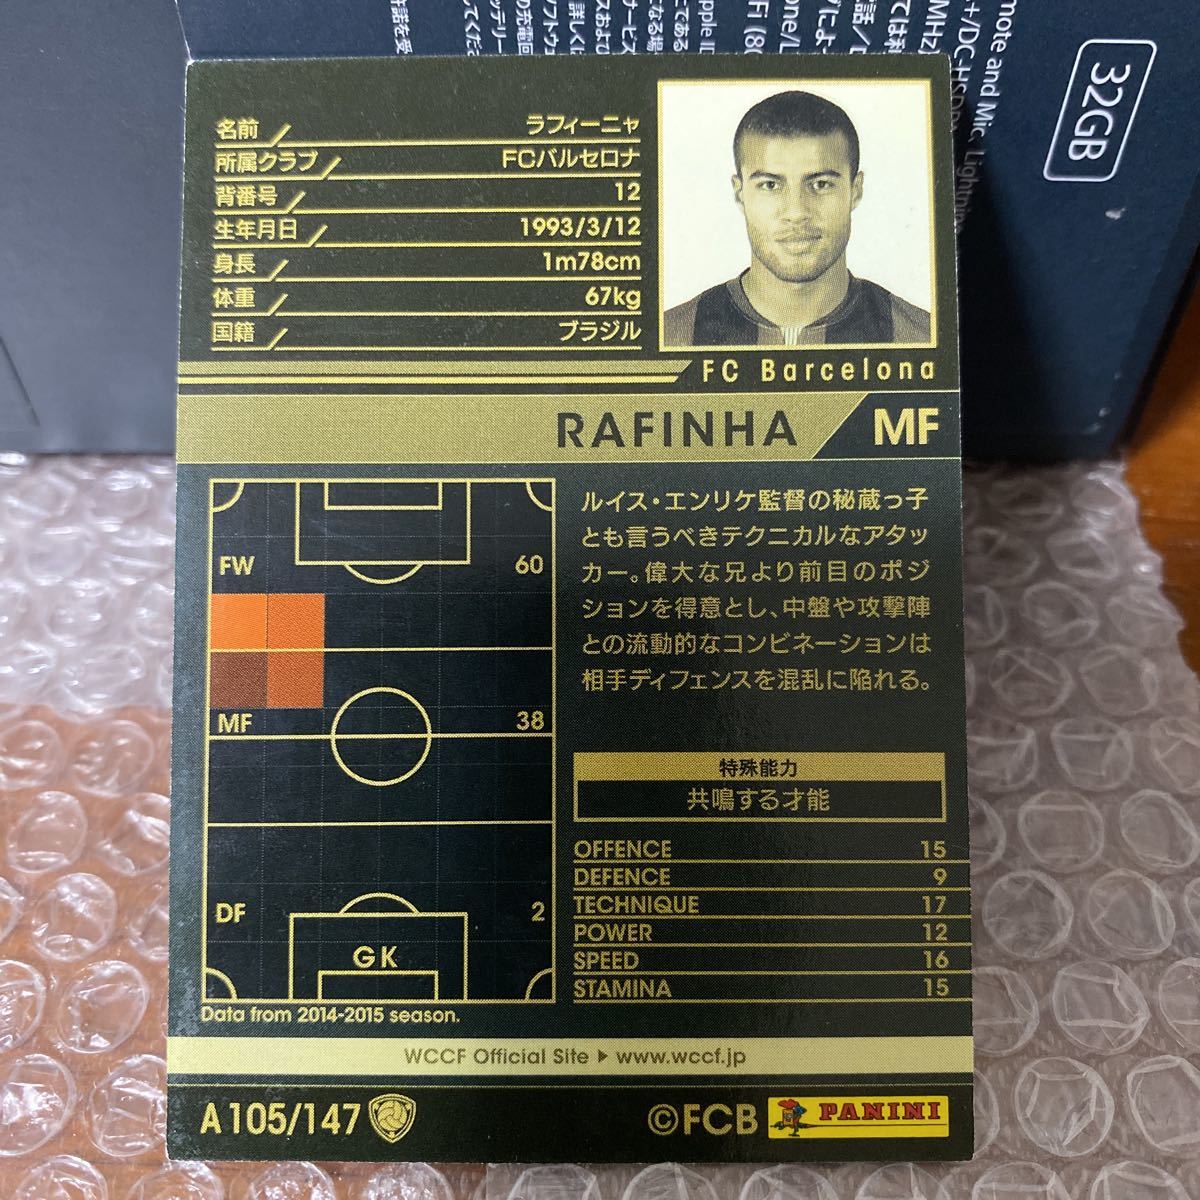 32GB
mote and Mic, Lightning
名前 ラフィーニャ
所属クラブ FCバルセロナ
背番号 12
生年月日 1993/3/12
身長 1m78cm
体重 67kg
国籍 ブラジル
FC Barcelona
RAFINHA MF
FW 60
MF 38
DF 2
GK
Data from 2014-2015 season.
ルイス・エンリケ監督の秘蔵っ子
とも言うべきテクニカルなアタッ
カー。偉大な兄より前目のポジ
ションを得意とし、中盤や攻撃陣
との流動的なコンビネーションは
相手ディフェンスを混乱に陥れる。
特殊能力
共鳴する才能
OFFENCE 15
DEFENCE 9
TECHNIQUE 17
POWER 12
SPEED 16
STAMINA 15
WCCF Official Site ▶ www.wccf.jp
A105/147
©FCB PANINI